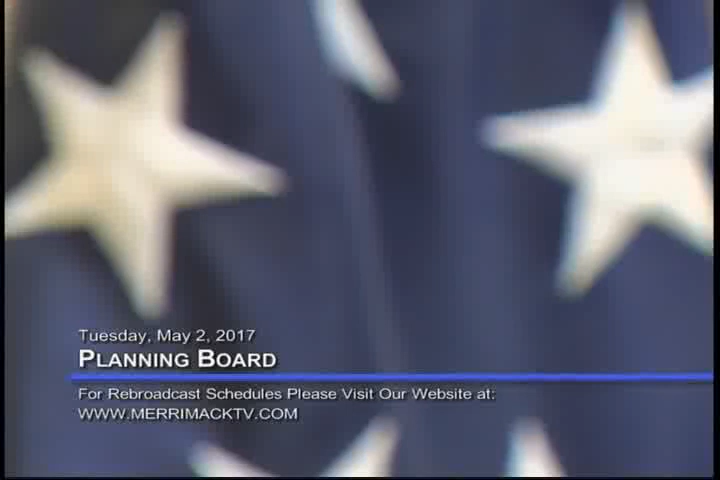 Tuesday, May 2, 2017
PLANNING BOARD
For Rebroadcast Schedules Please Visit Our Website at:
WWW.MERRIMACKTV.COM